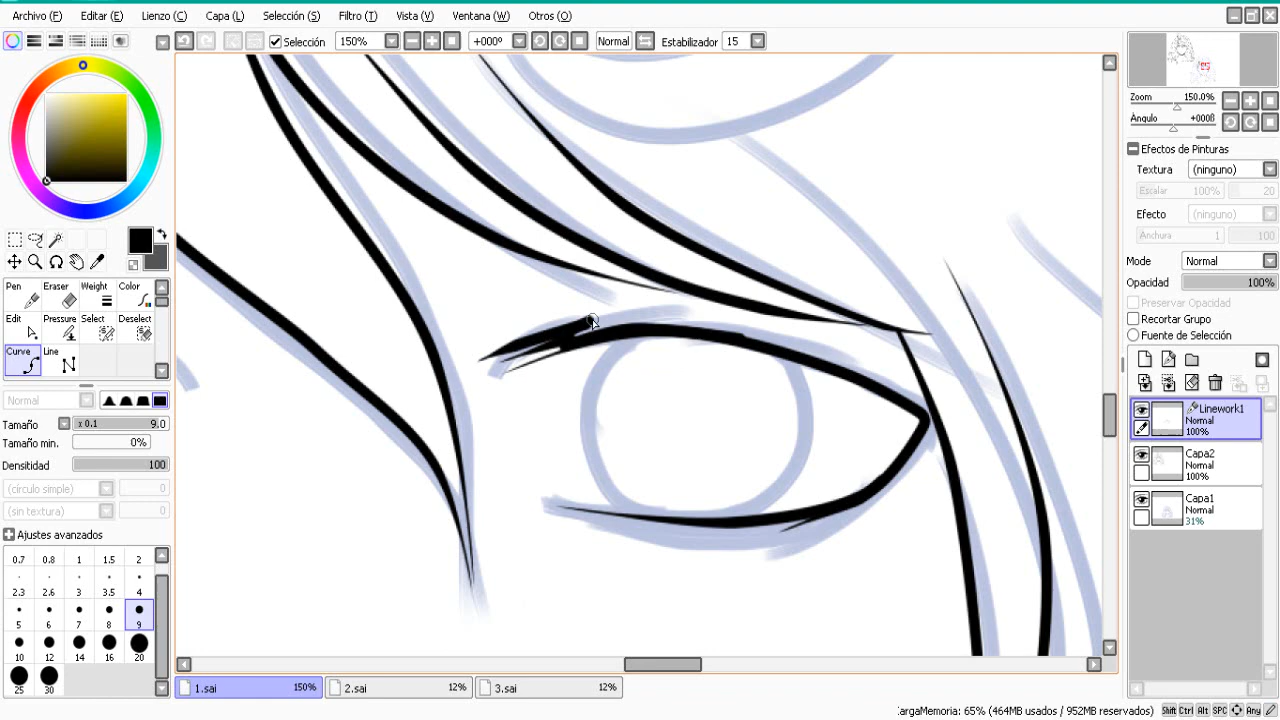 Archivo (F) Editar (E) Lienzo (C) Capa (L) Selección (S) Filtro (T) Vista (V) Ventana (W) Otros (O)
Selección 150% +000º Normal Estabilizador 15
Zoom 150.0%
Ángulo +000ß
Efectos de Pinturas
Textura (ninguno)
Escalar 100% 20
Efecto (ninguno)
Anchura 1 100
Modo Normal
Opacidad 100%
Preservar Opacidad
Recortar Grupo
Fuente de Selección
Linework1
Normal
100%
Capa2
Normal
100%
Capa1
Normal
31%
Pen Eraser Weight Color
Edit Pressure Select Deselect
Curve Line
Normal
Tamaño x 0.1 9.0
Tamaño min. 0%
Densitidad 100
(círculo simple) 0
(sin textura) 0
Ajustes avanzados
0.7 0.8 1 1.5 2
2.3 2.6 3 3.5 4
5 6 7 8 9
10 12 14 16 20
25 30
1.sai 150% 2.sai 12% 3.sai 12%
argaMemoria: 65% (464MB usados / 952MB reservados) Shift Ctrl Alt SPC Any